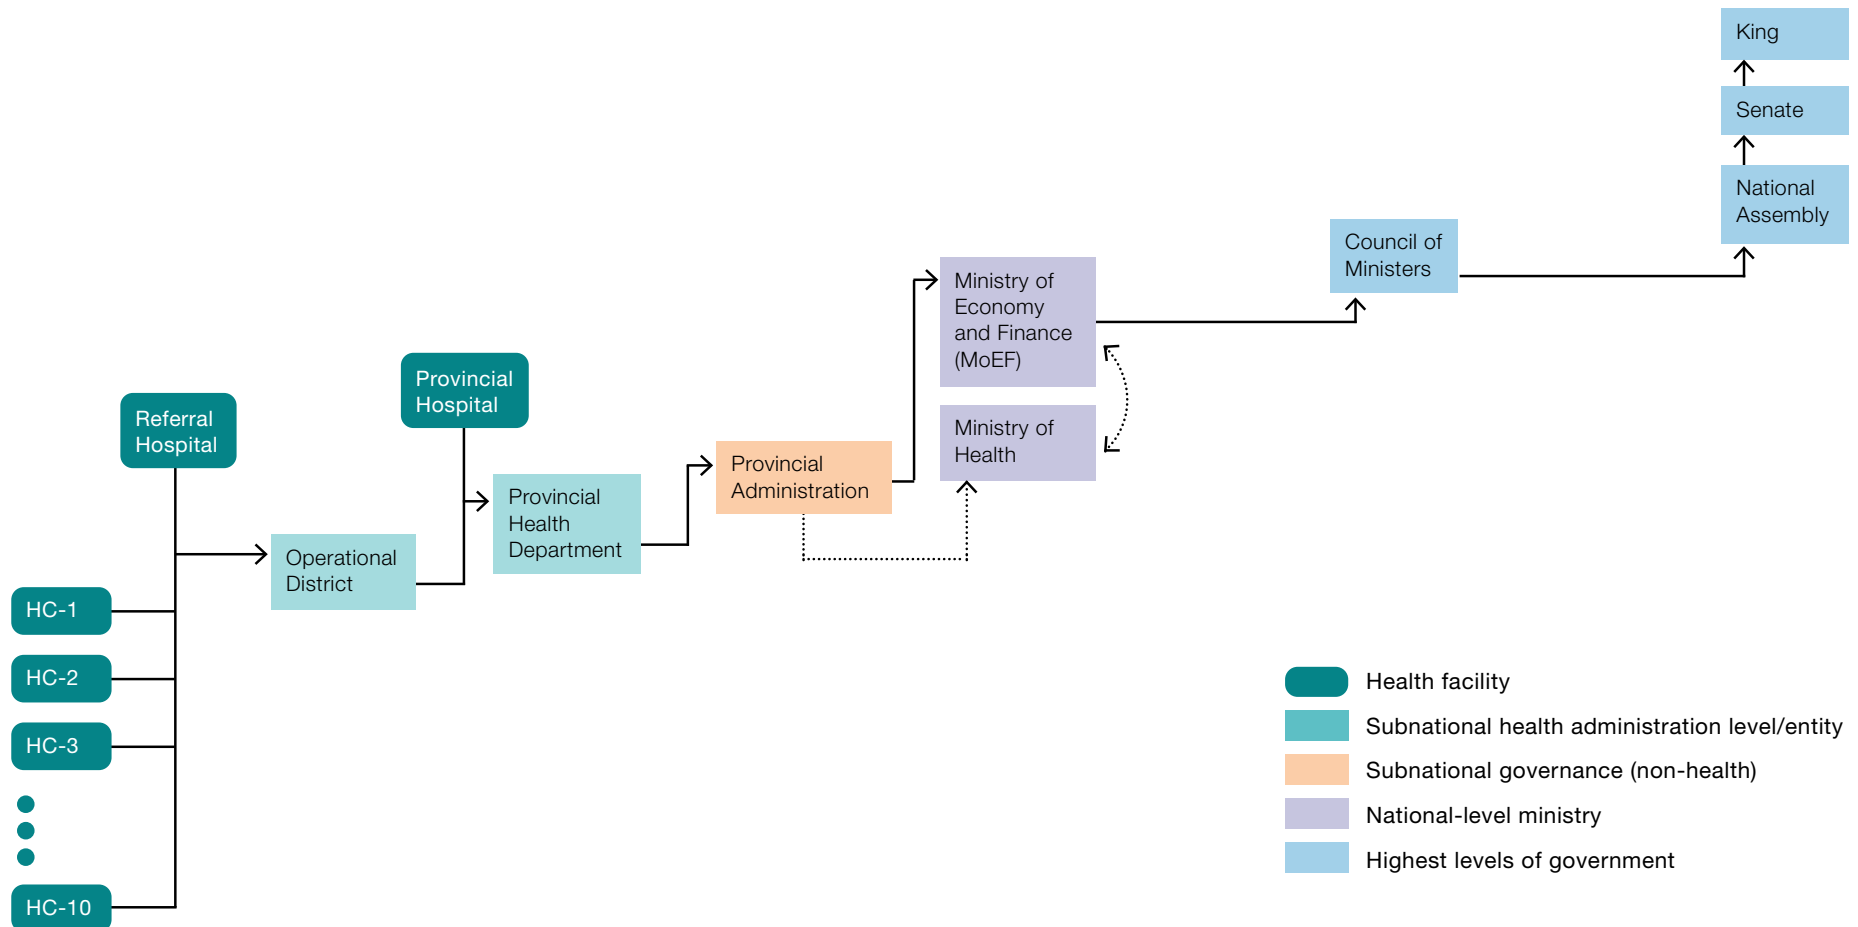 King
Senate
National
Assembly
Council of
Ministers
Ministry of
Economy
and Finance
(MoEF)
Ministry of
Health
Provincial
Administration
Provincial
Hospital
Provincial
Health
Department
Referral
Hospital
Operational
District
HC-1
HC-2
HC-3
HC-10
Health facility
Subnational health administration level/entity
Subnational governance (non-health)
National-level ministry
Highest levels of government